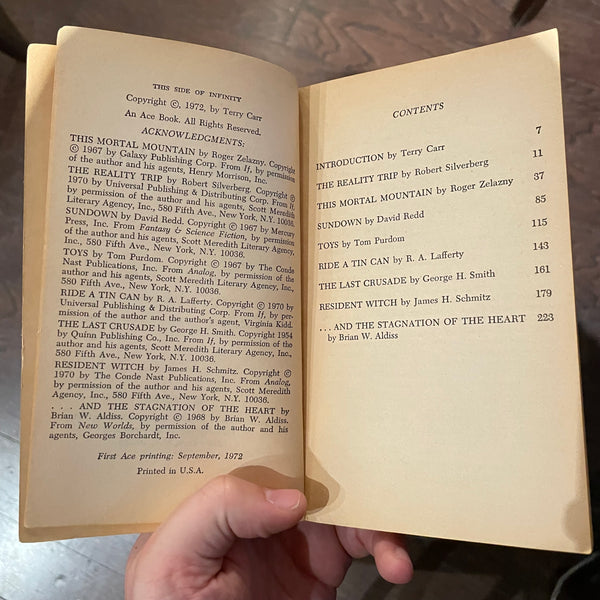 THIS SIDE OF INFINITY
Copyright ©, 1972, by Terry Carr
An Ace Book. All Rights Reserved.
ACKNOWLEDGMENTS:
THIS MORTAL MOUNTAIN by Roger Zelazny. Copyright
© 1967 by Galaxy Publishing Corp. From If, by permission
of the author and his agents, Henry Morrison, Inc.
THE REALITY TRIP by Robert Silverberg. Copyright ©
1970 by Universal Publishing & Distributing Corp. From If,
by permission of the author and his agents, Scott Meredith
Literary Agency, Inc., 580 Fifth Ave., New York, N.Y. 10036.
SUNDOWN by David Redd. Copyright © 1967 by Mercury
Press, Inc. From Fantasy & Science Fiction, by permission
of the author and his agents, Scott Meredith Literary Agency,
Inc., 580 Fifth Ave., New York, N.Y. 10036.
TOYS by Tom Purdom. Copyright © 1967 by The Conde
Nast Publications, Inc. From Analog, by permission of the
author and his agents, Scott Meredith Literary Agency, Inc.,
580 Fifth Ave., New York, N.Y. 10036.
RIDE A TIN CAN by R. A. Lafferty. Copyright © 1970 by
Universal Publishing & Distributing Corp. From If, by per-
mission of the author and the author's agent, Virginia Kidd.
THE LAST CRUSADE by George H. Smith. Copyright 1954
by Quinn Publishing Co., Inc. From If, by permission of the
author and his agents, Scott Meredith Literary Agency, Inc.,
580 Fifth Ave., New York, N.Y. 10036.
RESIDENT WITCH by James H. Schmitz. Copyright ©
1970 by The Conde Nast Publications, Inc. From Analog,
by permission of the author and his agents, Scott Meredith
Agency, Inc., 580 Fifth Ave., New York, N.Y. 10036.
. . . AND THE STAGNATION OF THE HEART by
Brian W. Aldiss. Copyright © 1968 by Brian W. Aldiss.
From New Worlds, by permission of the author and his
agents, Georges Borchardt, Inc.
First Ace printing: September, 1972
Printed in U.S.A.
CONTENTS
INTRODUCTION by Terry Carr 7
THE REALITY TRIP by Robert Silverberg 11
THIS MORTAL MOUNTAIN by Roger Zelazny 37
SUNDOWN by David Redd 85
TOYS by Tom Purdom 115
RIDE A TIN CAN by R. A. Lafferty 143
THE LAST CRUSADE by George H. Smith 161
RESIDENT WITCH by James H. Schmitz 179
. . . AND THE STAGNATION OF THE HEART 223
by Brian W. Aldiss